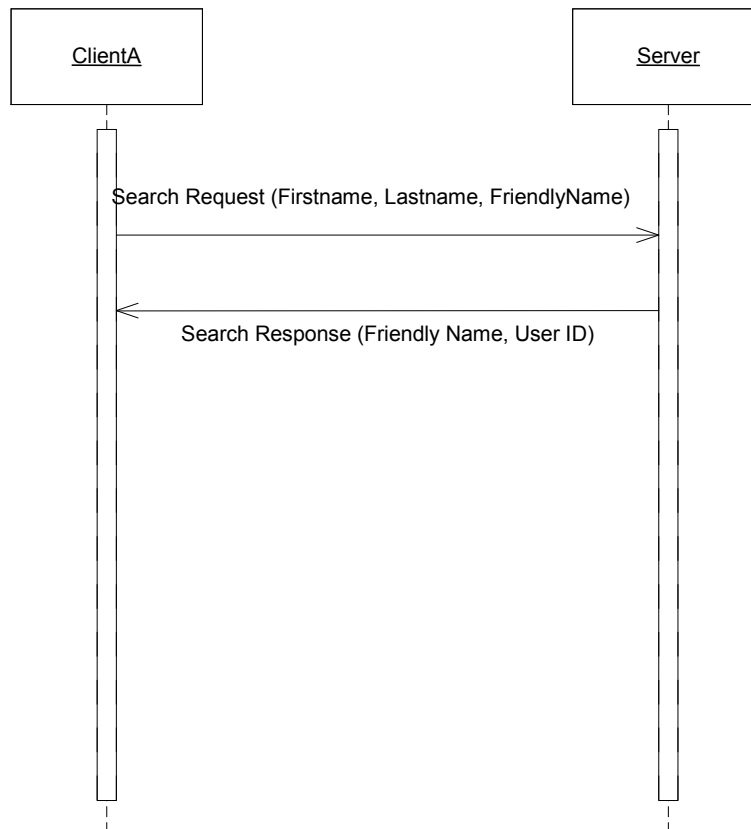 ClientA
Server
Search Request (Firstname, Lastname, FriendlyName)
Search Response (Friendly Name, User ID)